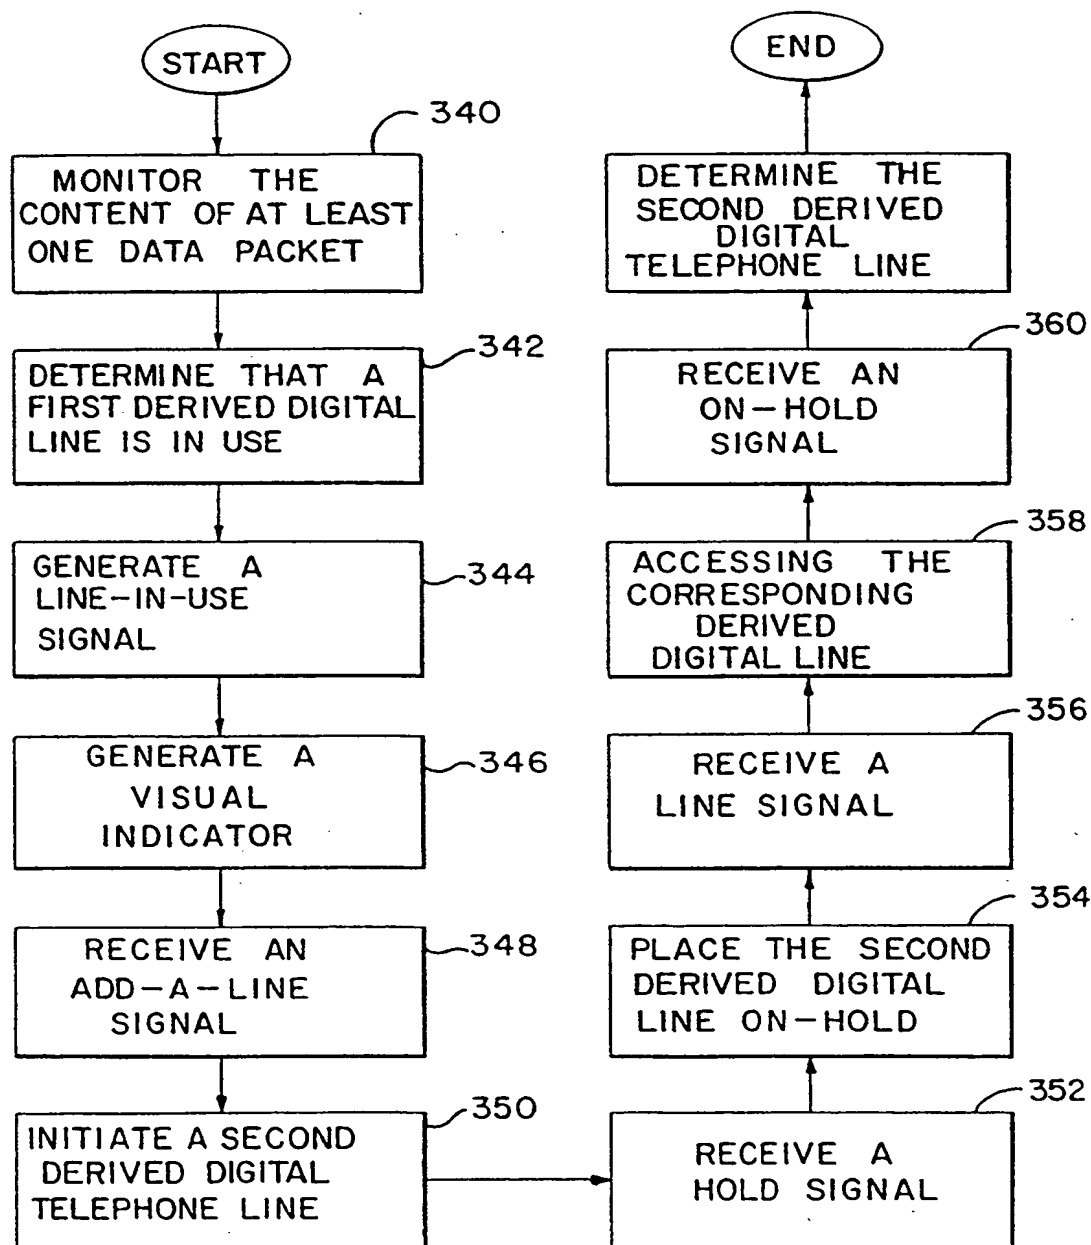 START
340
MONITOR THE
CONTENT OF AT LEAST
ONE DATA PACKET
342
DETERMINE THAT A
FIRST DERIVED DIGITAL
LINE IS IN USE
344
GENERATE A
LINE-IN-USE
SIGNAL
346
GENERATE A
VISUAL
INDICATOR
348
RECEIVE AN
ADD-A-LINE
SIGNAL
350
INITIATE A SECOND
DERIVED DIGITAL
TELEPHONE LINE
352
RECEIVE A
HOLD SIGNAL
354
PLACE THE SECOND
DERIVED DIGITAL
LINE ON-HOLD
356
RECEIVE A
LINE SIGNAL
358
ACCESSING THE
CORRESPONDING
DERIVED
DIGITAL LINE
360
RECEIVE AN
ON-HOLD
SIGNAL
DETERMINE THE
SECOND DERIVED
DIGITAL
TELEPHONE LINE
END